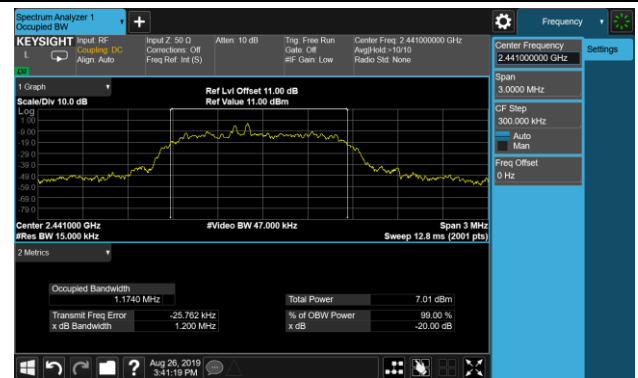 Spectrum Analyzer 1
Occupied BW
Frequency
KEYSIGHT
L
Input: RF
Coupling: DC
Align: Auto
Input Z: 50 Ω
Corrections: Off
Freq Ref: Int (S)
Atten: 10 dB
Trig: Free Run
Gate: Off
#IF Gain: Low
Center Freq: 2.441000000 GHz
Avg|Hold:>10/10
Radio Std: None
Center Frequency
2.441000000 GHz
Settings
Span
3.0000 MHz
CF Step
300.000 kHz
Auto
Man
Freq Offset
0 Hz
1 Graph
Scale/Div 10.0 dB
Ref Lvl Offset 11.00 dB
Ref Value 11.00 dBm
Log
1.00
-9.00
-19.0
-29.0
-39.0
-49.0
-59.0
-69.0
-79.0
Center 2.441000 GHz
#Res BW 15.000 kHz
#Video BW 47.000 kHz
Span 3 MHz
Sweep 12.8 ms (2001 pts)
2 Metrics
Occupied Bandwidth
1.1740 MHz
Total Power 7.01 dBm
Transmit Freq Error -25.762 kHz
% of OBW Power 99.00 %
x dB Bandwidth 1.200 MHz
x dB -20.00 dB
?
Aug 26, 2019
3:41:19 PM